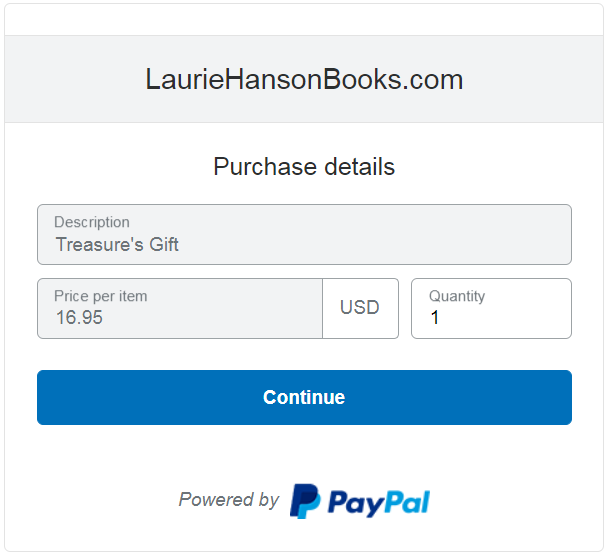 LaurieHansonBooks.com
Purchase details
Description
Treasure's Gift
Price per item
16.95
USD
Quantity
1
Continue
Powered by PayPal